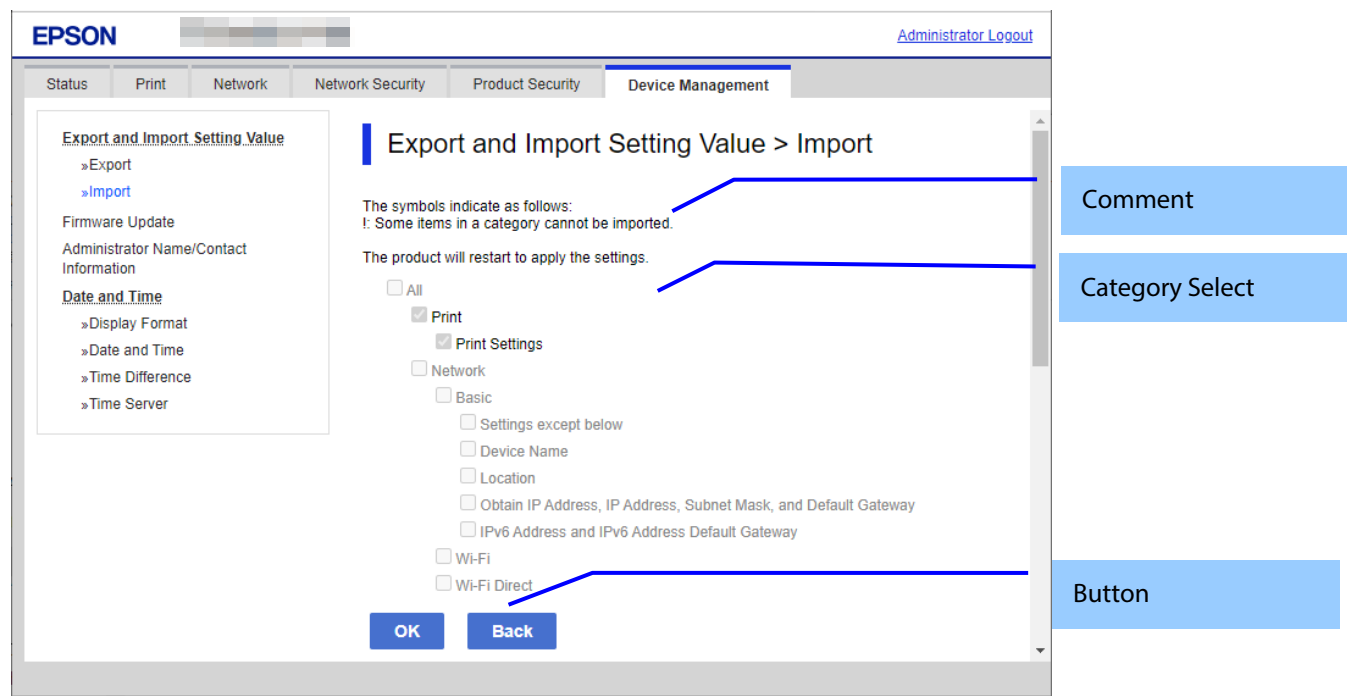 EPSON
Administrator Logout
Status Print Network Network Security Product Security Device Management
Export and Import Setting Value
»Export
»Import
Firmware Update
Administrator Name/Contact
Information
Date and Time
»Display Format
»Date and Time
»Time Difference
»Time Server
Export and Import Setting Value > Import
The symbols indicate as follows:
!: Some items in a category cannot be imported.
The product will restart to apply the settings.
All
Print
Print Settings
Network
Basic
Settings except below
Device Name
Location
Obtain IP Address, IP Address, Subnet Mask, and Default Gateway
IPv6 Address and IPv6 Address Default Gateway
Wi-Fi
Wi-Fi Direct
OK Back
Comment
Category Select
Button